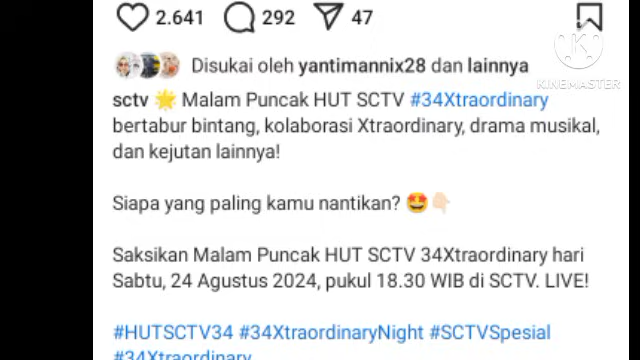 2.641 292 47
Disukai oleh yantimannix28 dan lainnya
KINEMASTER
sctv 🌟 Malam Puncak HUT SCTV #34Xtraordinary
bertabur bintang, kolaborasi Xtraordinary, drama musikal,
dan kejutan lainnya!
Siapa yang paling kamu nantikan? 🤩👇🏻
Saksikan Malam Puncak HUT SCTV 34Xtraordinary hari
Sabtu, 24 Agustus 2024, pukul 18.30 WIB di SCTV. LIVE!
#HUTSCTV34 #34XtraordinaryNight #SCTVSpesial
#34Xtraordinary